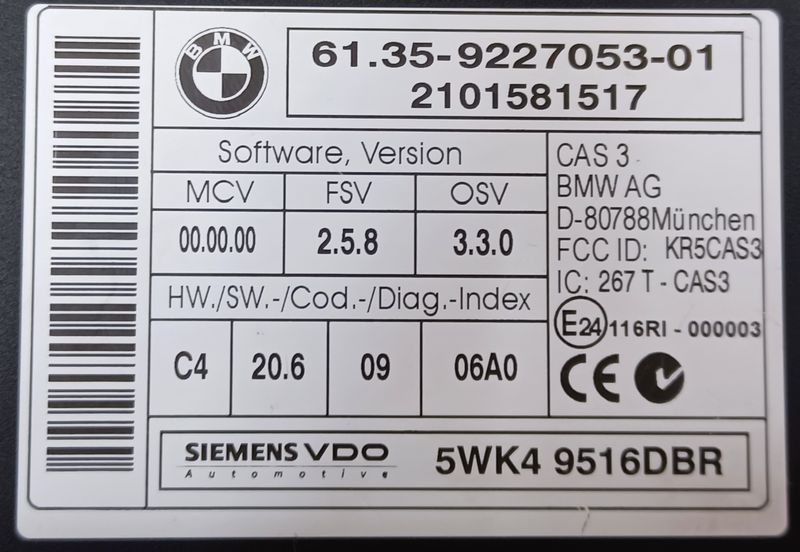 BMW
61.35-9227053-01
2101581517
Software, Version
MCV FSV OSV
00.00.00 2.5.8 3.3.0
HW./SW.-/Cod.-/Diag.-Index
C4 20.6 09 06A0
CAS 3
BMW AG
D-80788München
FCC ID: KR5CAS3
IC: 267 T - CAS3
E24 116RI - 000003
CE
SIEMENS VDO
Automotive
5WK4 9516DBR